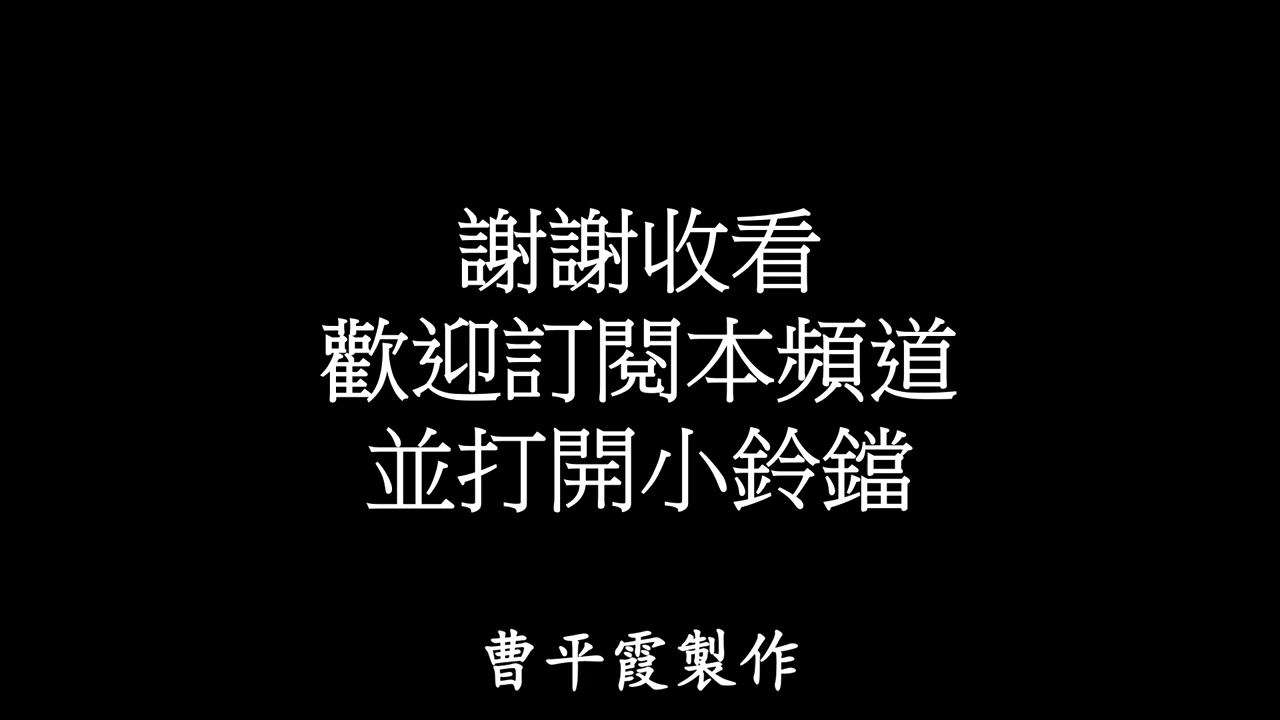 謝謝收看
歡迎訂閱本頻道
並打開小鈴鐺
曹平霞製作